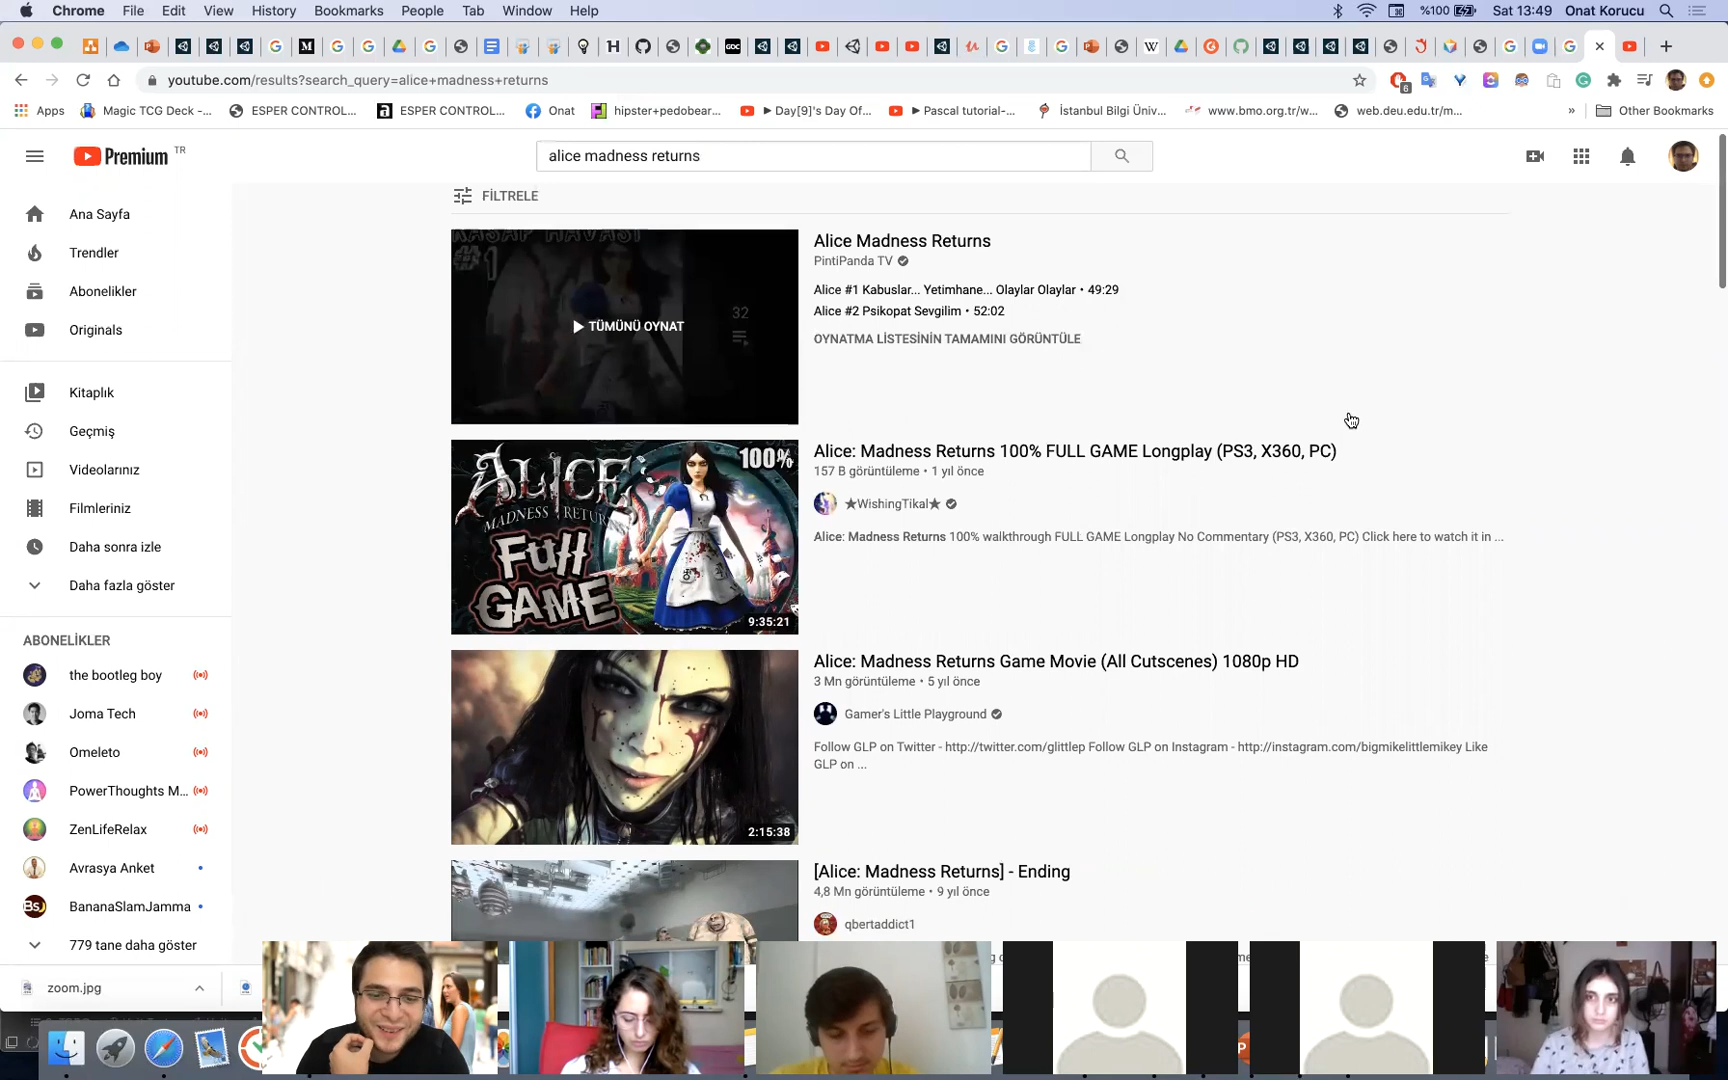 Chrome File Edit View History Bookmarks People Tab Window Help %100 Sat 13:49 Onat Korucu
youtube.com/results?search_query=alice+madness+returns
6
Apps Magic TCG Deck -... ESPER CONTROL... ESPER CONTROL... Onat hipster+pedobear... ► Day[9]'s Day Of... ► Pascal tutorial-... İstanbul Bilgi Üniv... www.bmo.org.tr/w... web.deu.edu.tr/m... » Other Bookmarks
Premium TR
alice madness returns
FİLTRELE
Ana Sayfa
Trendler
Abonelikler
Originals
Kitaplık
Geçmiş
Videolarınız
Filmleriniz
Daha sonra izle
Daha fazla göster
ABONELİKLER
the bootleg boy
Joma Tech
Omeleto
PowerThoughts M...
ZenLifeRelax
Avrasya Anket
BananaSlamJamma
779 tane daha göster
KASAP HAVASI
#1
32
TÜMÜNÜ OYNAT
Alice Madness Returns
PintiPanda TV
Alice #1 Kabuslar... Yetimhane... Olaylar Olaylar • 49:29
Alice #2 Psikopat Sevgilim • 52:02
OYNATMA LİSTESİNİN TAMAMINI GÖRÜNTÜLE
100%
ALICE
MADNESS RETURNS
FULL
GAME
9:35:21
Alice: Madness Returns 100% FULL GAME Longplay (PS3, X360, PC)
157 B görüntüleme • 1 yıl önce
★WishingTikal★
Alice: Madness Returns 100% walkthrough FULL GAME Longplay No Commentary (PS3, X360, PC) Click here to watch it in ...
2:15:38
Alice: Madness Returns Game Movie (All Cutscenes) 1080p HD
3 Mn görüntüleme • 5 yıl önce
Gamer's Little Playground
Follow GLP on Twitter - http://twitter.com/glittlep Follow GLP on Instagram - http://instagram.com/bigmikelittlemikey Like
GLP on ...
[Alice: Madness Returns] - Ending
4,8 Mn görüntüleme • 9 yıl önce
qbertaddict1
zoom.jpg